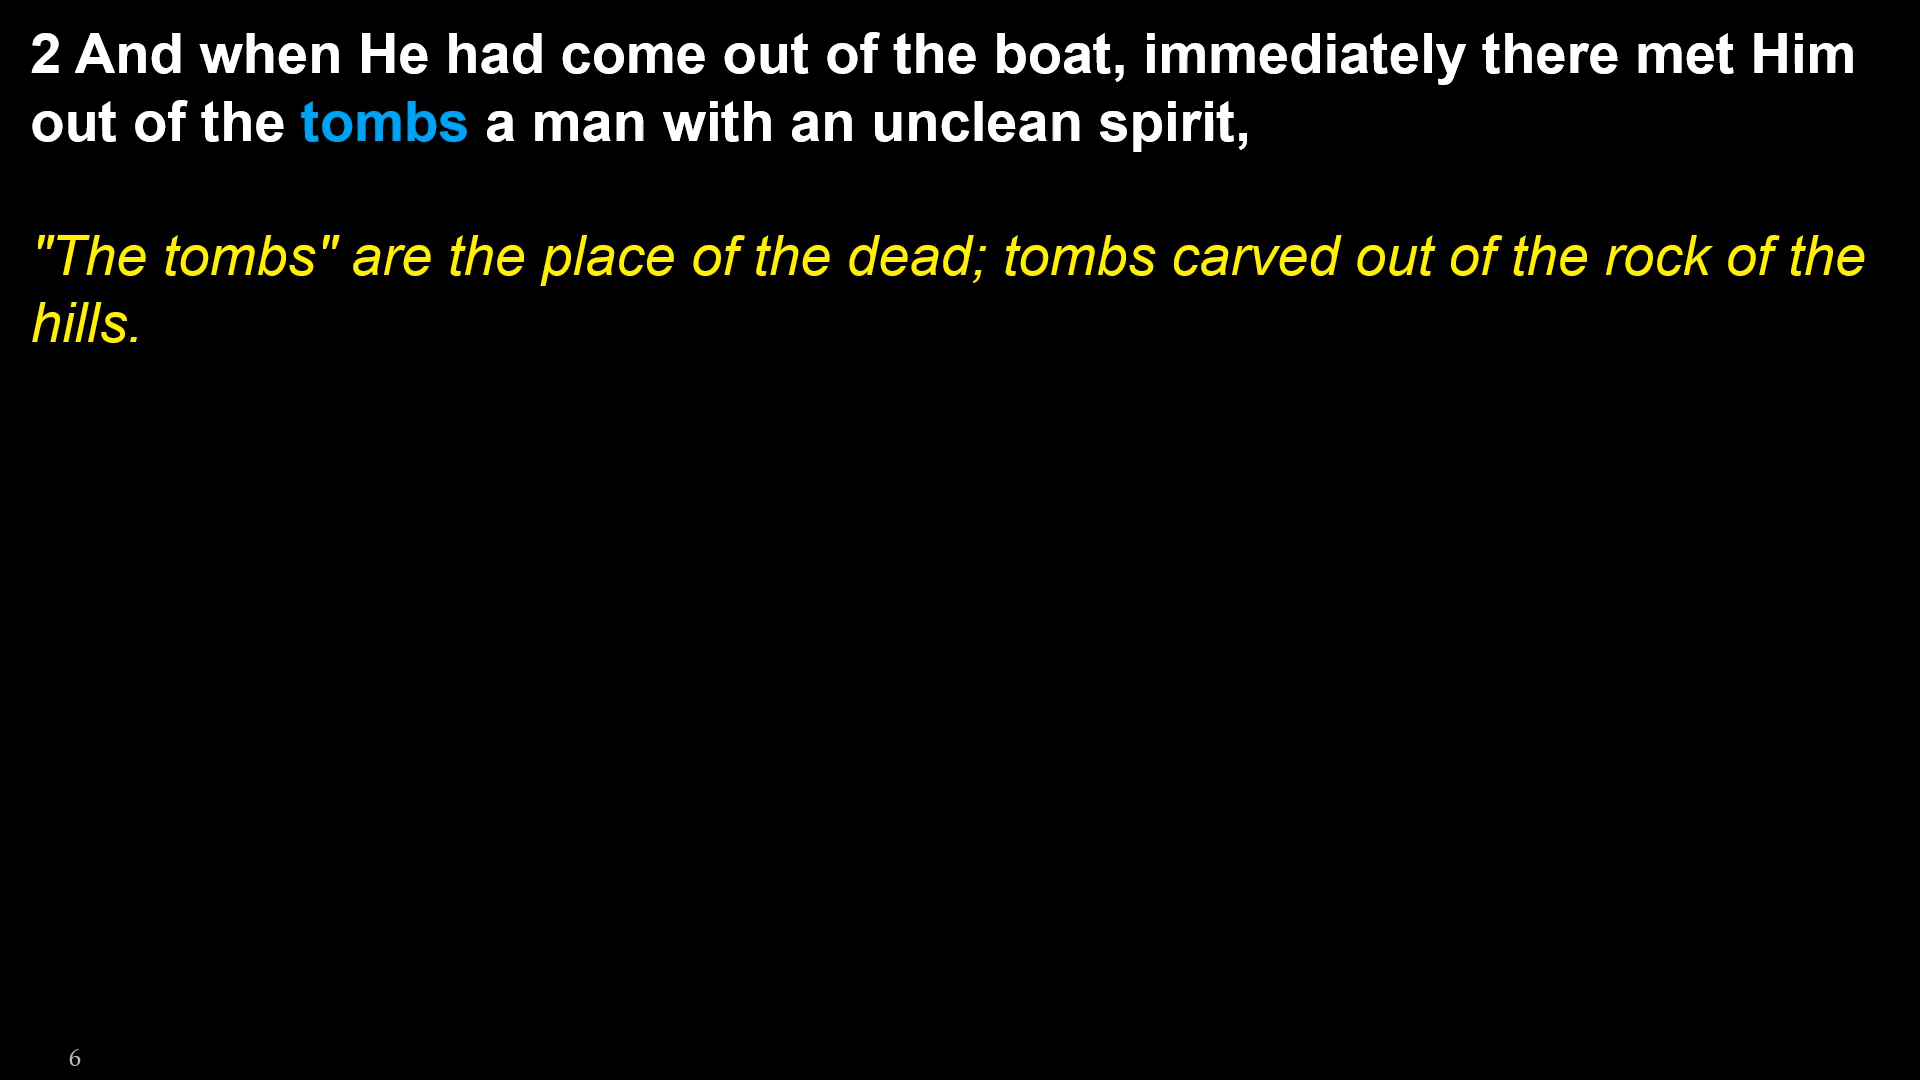 2 And when He had come out of the boat, immediately there met Him
out of the tombs a man with an unclean spirit,
"The tombs" are the place of the dead; tombs carved out of the rock of the
hills.
6